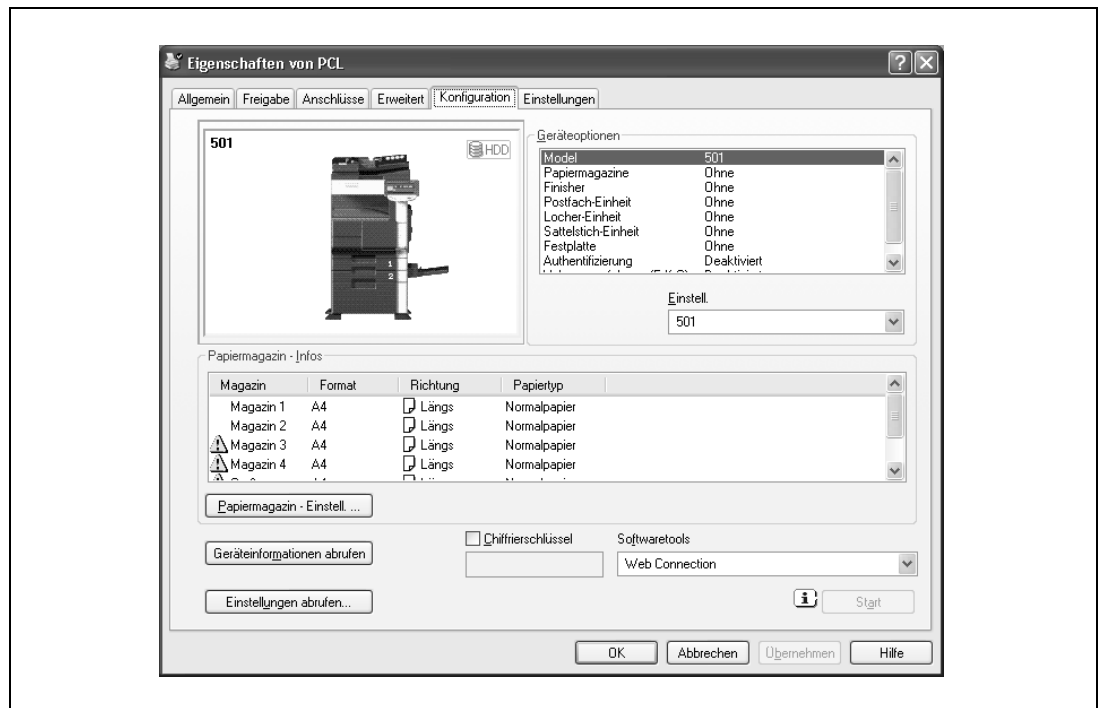 Eigenschaften von PCL
Allgemein Freigabe Anschlüsse Erweitert Konfiguration Einstellungen
501
HDD
1
2
Geräteoptionen
Model 501
Papiermagazine Ohne
Finisher Ohne
Postfach-Einheit Ohne
Locher-Einheit Ohne
Sattelstich-Einheit Ohne
Festplatte Ohne
Authentifizierung Deaktiviert
Einstell.
501
Papiermagazin - Infos
Magazin Format Richtung Papiertyp
Magazin 1 A4 Längs Normalpapier
Magazin 2 A4 Längs Normalpapier
Magazin 3 A4 Längs Normalpapier
Magazin 4 A4 Längs Normalpapier
Papiermagazin - Einstell. ...
Geräteinformationen abrufen
Chiffrierschlüssel
Softwaretools
Web Connection
Einstellungen abrufen...
Start
OK Abbrechen Übernehmen Hilfe